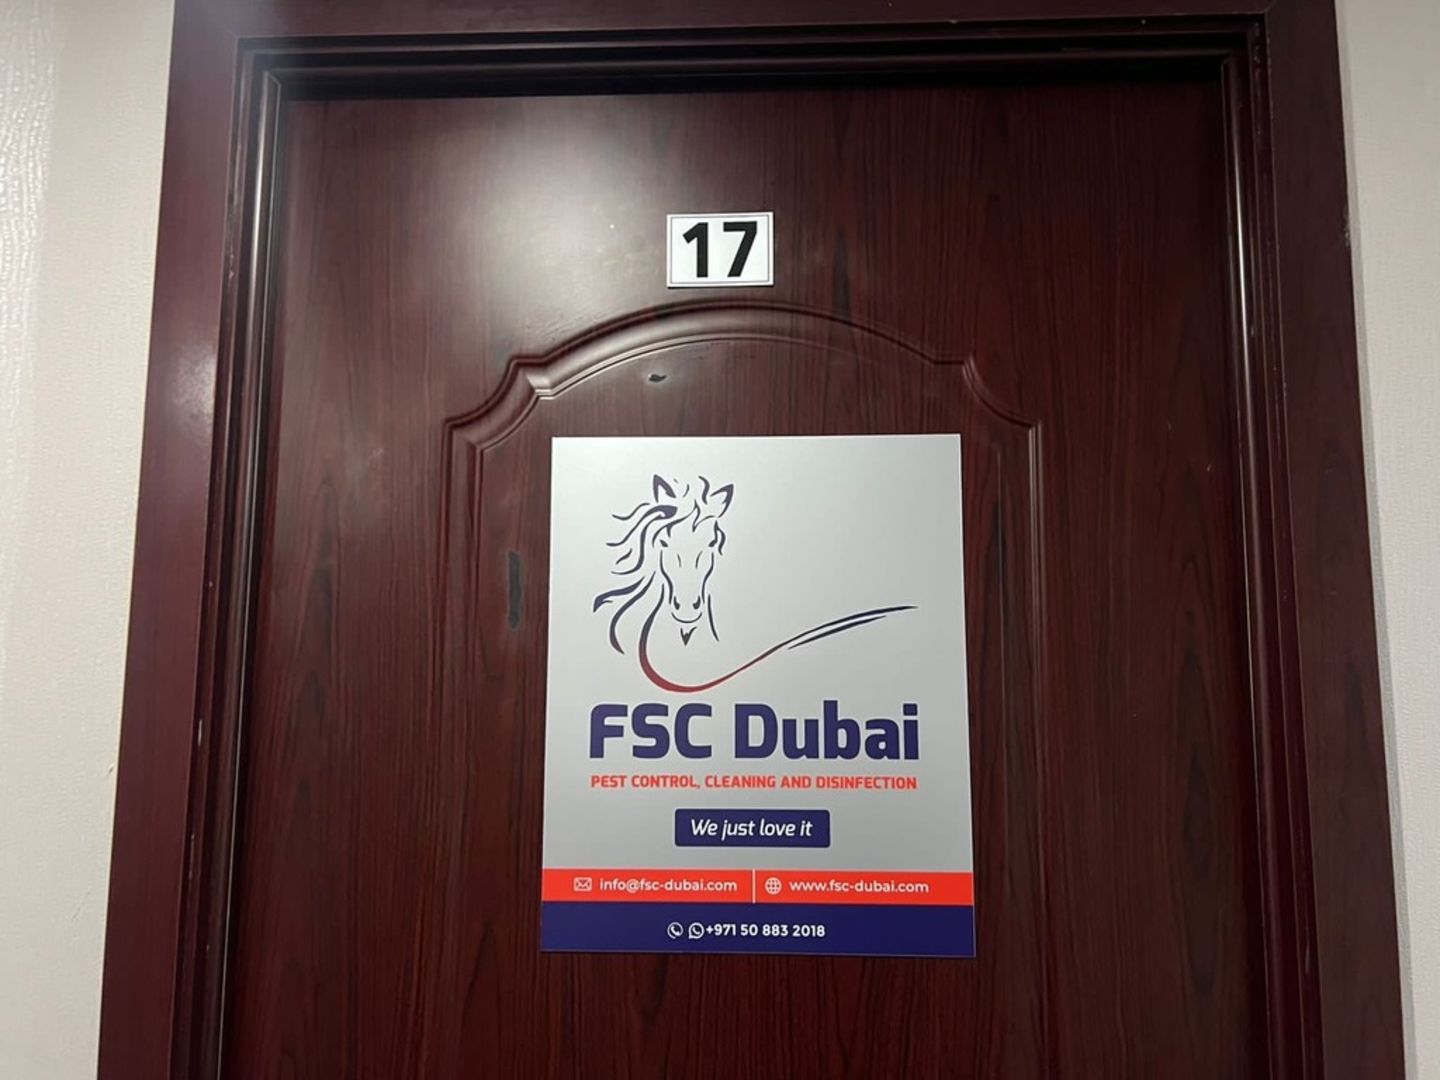 17
FSC Dubai
PEST CONTROL, CLEANING AND DISINFECTION
We just love it
info@fsc-dubai.com www.fsc-dubai.com
+971 50 883 2018